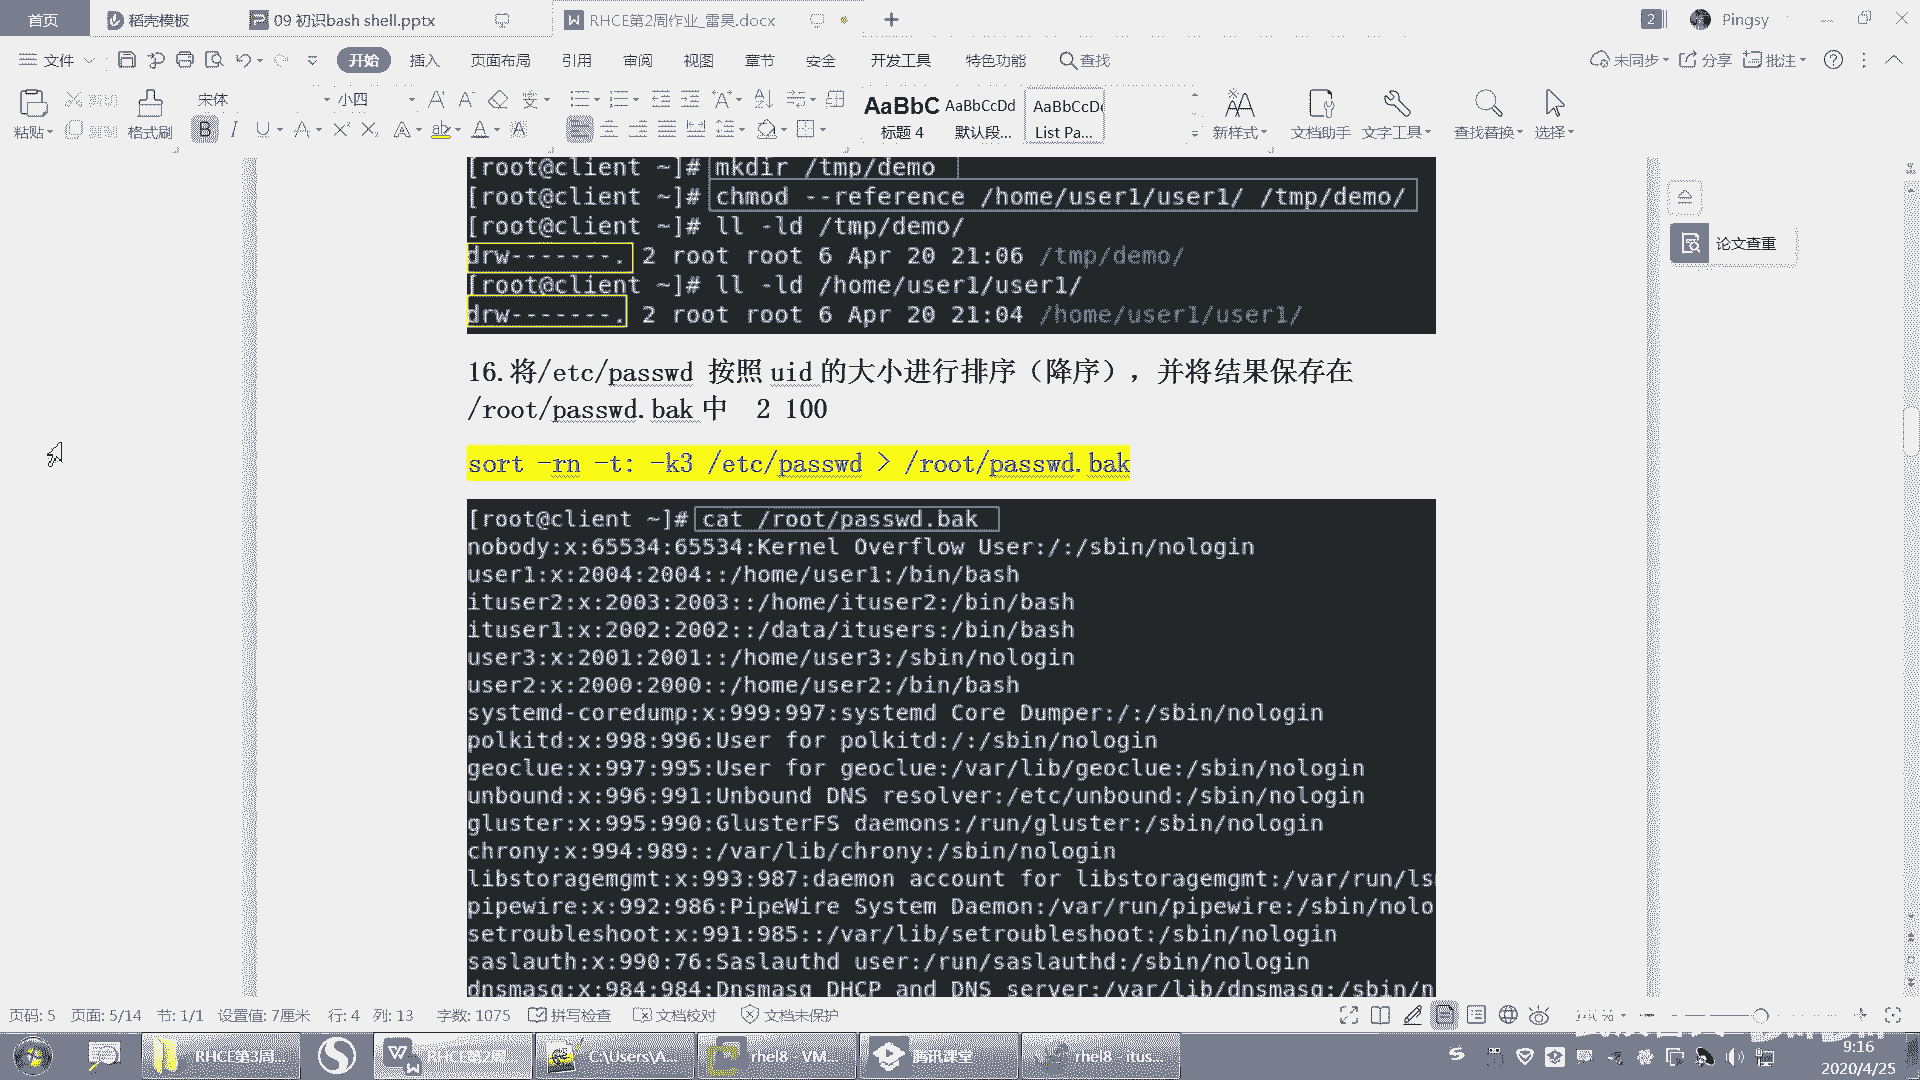 首页
稻壳模板
09 初识bash shell.pptx
RHCE第2周作业_雷昊.docx
2
Pingsy
文件
开始
插入
页面布局
引用
审阅
视图
章节
安全
开发工具
特色功能
查找
未同步
分享
批注
粘贴
格式刷
宋体
小四
AaBbC
AaBbCcDd
AaBbCcDd
标题 4
默认段...
List Pa...
新样式
文档助手
文字工具
查找替换
选择
论文查重
[root@client ~]# mkdir /tmp/demo
[root@client ~]# chmod --reference /home/user1/user1/ /tmp/demo/
[root@client ~]# ll -ld /tmp/demo/
drw-------. 2 root root 6 Apr 20 21:06 /tmp/demo/
[root@client ~]# ll -ld /home/user1/user1/
drw-------. 2 root root 6 Apr 20 21:04 /home/user1/user1/
16.将/etc/passwd 按照 uid 的大小进行排序（降序），并将结果保存在
/root/passwd.bak 中 2 100
sort -rn -t: -k3 /etc/passwd > /root/passwd.bak
[root@client ~]# cat /root/passwd.bak
nobody:x:65534:65534:Kernel Overflow User:/:/sbin/nologin
user1:x:2004:2004::/home/user1:/bin/bash
ituser2:x:2003:2003::/home/ituser2:/bin/bash
ituser1:x:2002:2002::/data/itusers:/bin/bash
user3:x:2001:2001::/home/user3:/sbin/nologin
user2:x:2000:2000::/home/user2:/bin/bash
systemd-coredump:x:999:997:systemd Core Dumper:/:/sbin/nologin
polkitd:x:998:996:User for polkitd:/:/sbin/nologin
geoclue:x:997:995:User for geoclue:/var/lib/geoclue:/sbin/nologin
unbound:x:996:991:Unbound DNS resolver:/etc/unbound:/sbin/nologin
gluster:x:995:990:GlusterFS daemons:/run/gluster:/sbin/nologin
chrony:x:994:989::/var/lib/chrony:/sbin/nologin
libstoragemgmt:x:993:987:daemon account for libstoragemgmt:/var/run/ls
pipewire:x:992:986:PipeWire System Daemon:/var/run/pipewire:/sbin/nolo
setroubleshoot:x:991:985::/var/lib/setroubleshoot:/sbin/nologin
saslauth:x:990:76:Saslauthd user:/run/saslauthd:/sbin/nologin
dnsmasq:x:984:984:Dnsmasq DHCP and DNS server:/var/lib/dnsmasq:/sbin/n
页码: 5 页面: 5/14 节: 1/1 设置值: 7厘米 行: 4 列: 13 字数: 1075 拼写检查 文档校对 文档未保护
RHCE第3周...
RHCE第2周...
C:\Users\A...
rhel8 - VM...
腾讯课堂
rhel8 - itus...
9:16
2020/4/25